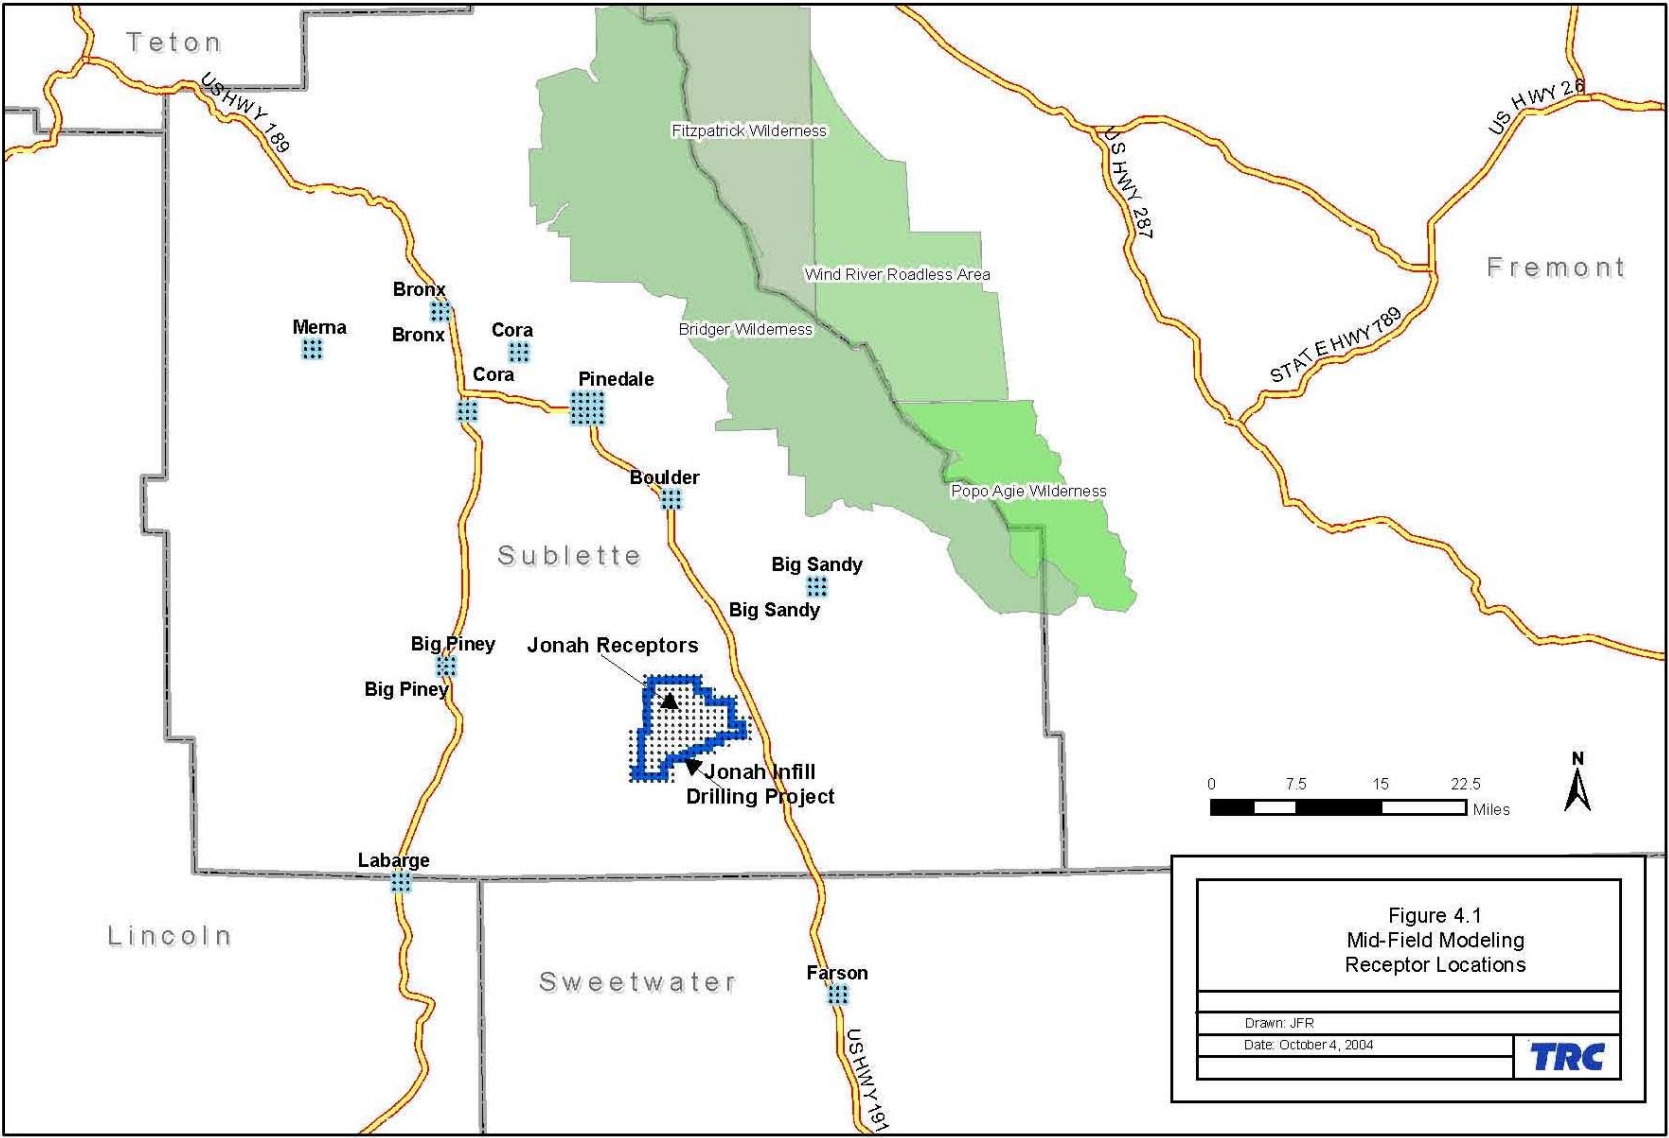 Teton
US HWY 189
US HWY 26
Fitzpatrick Wilderness
US HWY 287
Wind River Roadless Area
Fremont
Bronx
Merna
Bronx
Cora
Bridger Wilderness
STATE HWY 789
Cora
Pinedale
Boulder
Popo Agie Wilderness
Sublette
Big Sandy
Big Sandy
Big Piney
Jonah Receptors
Big Piney
Jonah Infill
Drilling Project
N
0 7.5 15 22.5
Miles
Labarge
Lincoln
Sweetwater
Farson
US HWY 191
Figure 4.1
Mid-Field Modeling
Receptor Locations
Drawn: JFR
Date: October 4, 2004
TRC